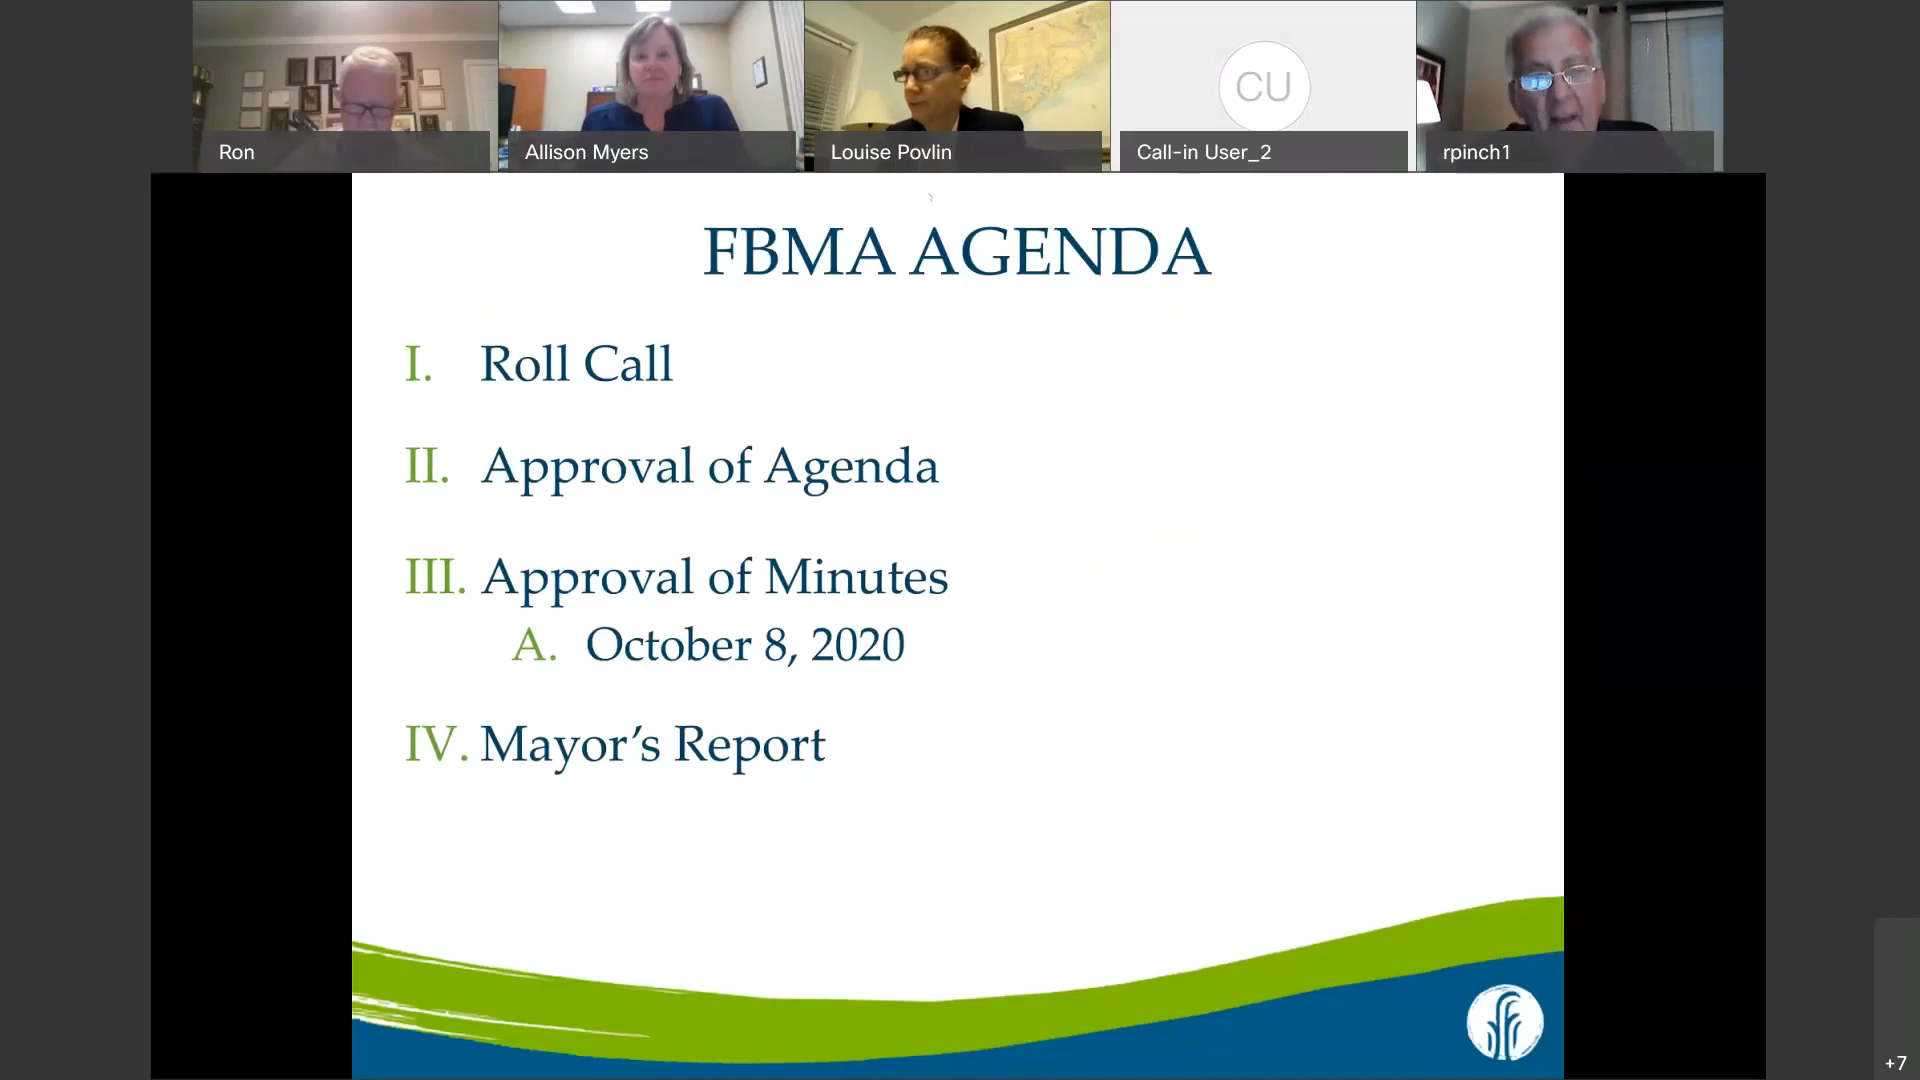 Ron
Allison Myers
Louise Povlin
CU
Call-in User_2
rpinch1
FBMA AGENDA
I. Roll Call
II. Approval of Agenda
III. Approval of Minutes
A. October 8, 2020
IV. Mayor’s Report
+7